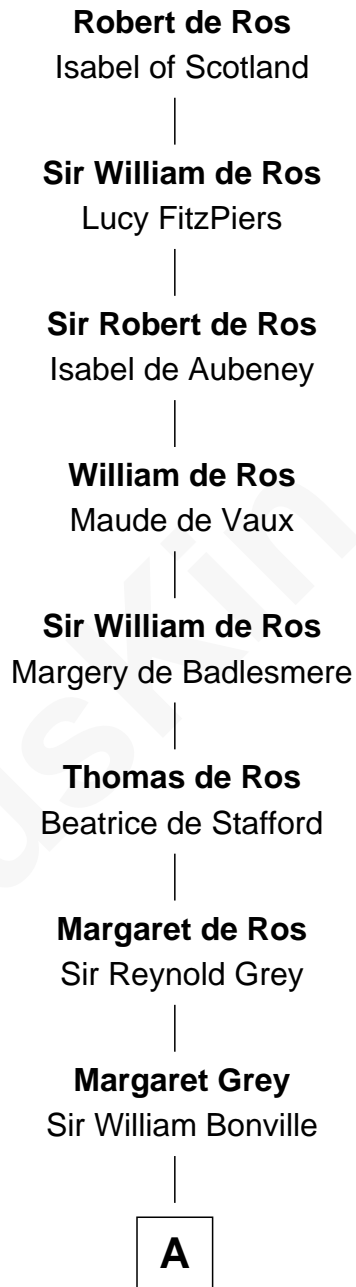 Robert de Ros
Isabel of Scotland
Sir William de Ros
Lucy FitzPiers
Sir Robert de Ros
Isabel de Aubeney
William de Ros
Maude de Vaux
Sir William de Ros
Margery de Badlesmere
Thomas de Ros
Beatrice de Stafford
Margaret de Ros
Sir Reynold Grey
Margaret Grey
Sir William Bonville
A